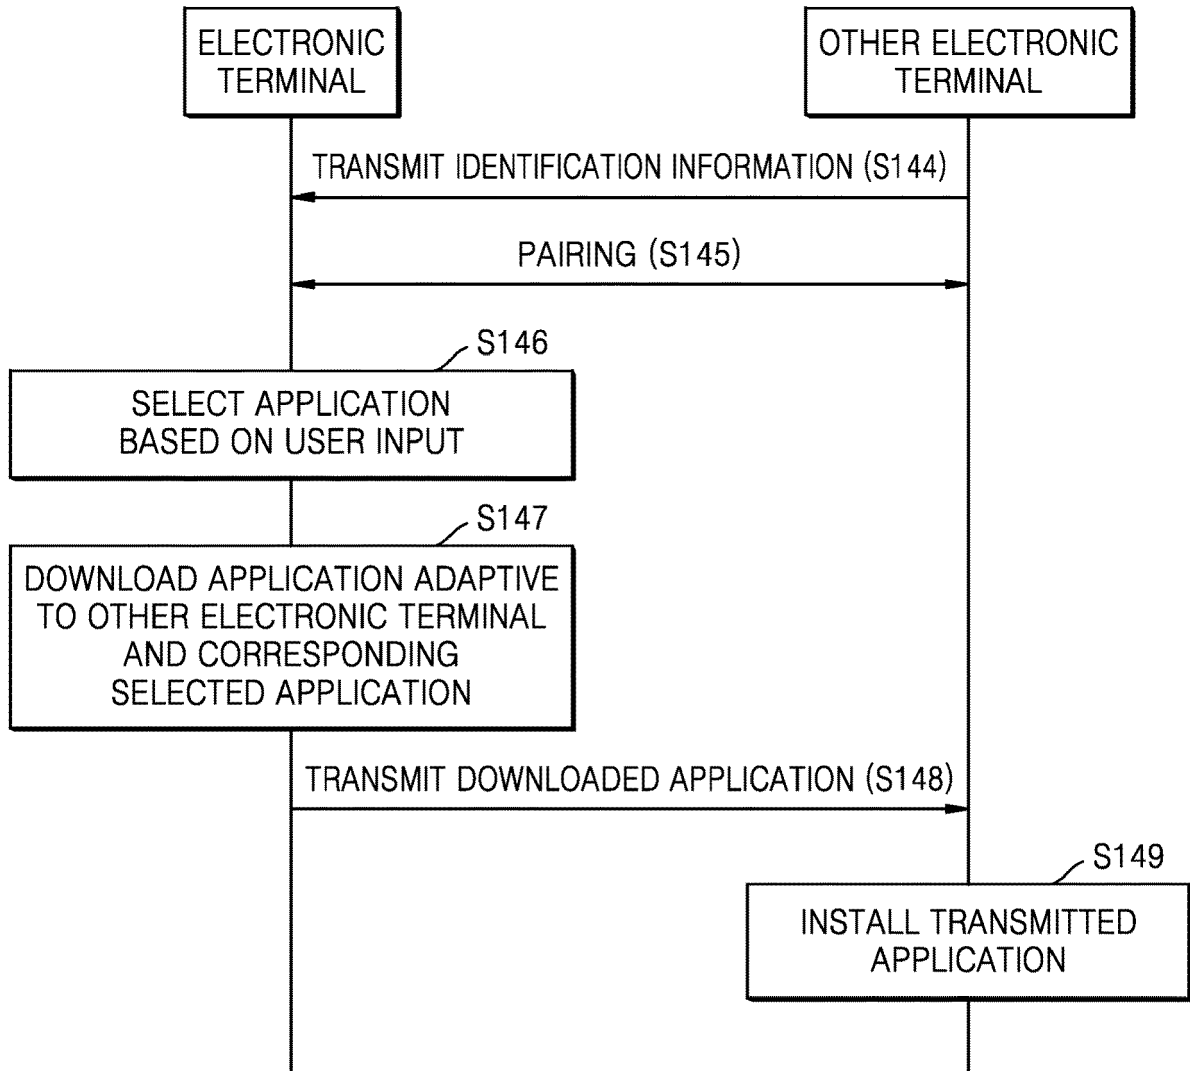 ELECTRONIC
TERMINAL
OTHER ELECTRONIC
TERMINAL
TRANSMIT IDENTIFICATION INFORMATION (S144)
PAIRING (S145)
S146
SELECT APPLICATION
BASED ON USER INPUT
S147
DOWNLOAD APPLICATION ADAPTIVE
TO OTHER ELECTRONIC TERMINAL
AND CORRESPONDING
SELECTED APPLICATION
TRANSMIT DOWNLOADED APPLICATION (S148)
S149
INSTALL TRANSMITTED
APPLICATION